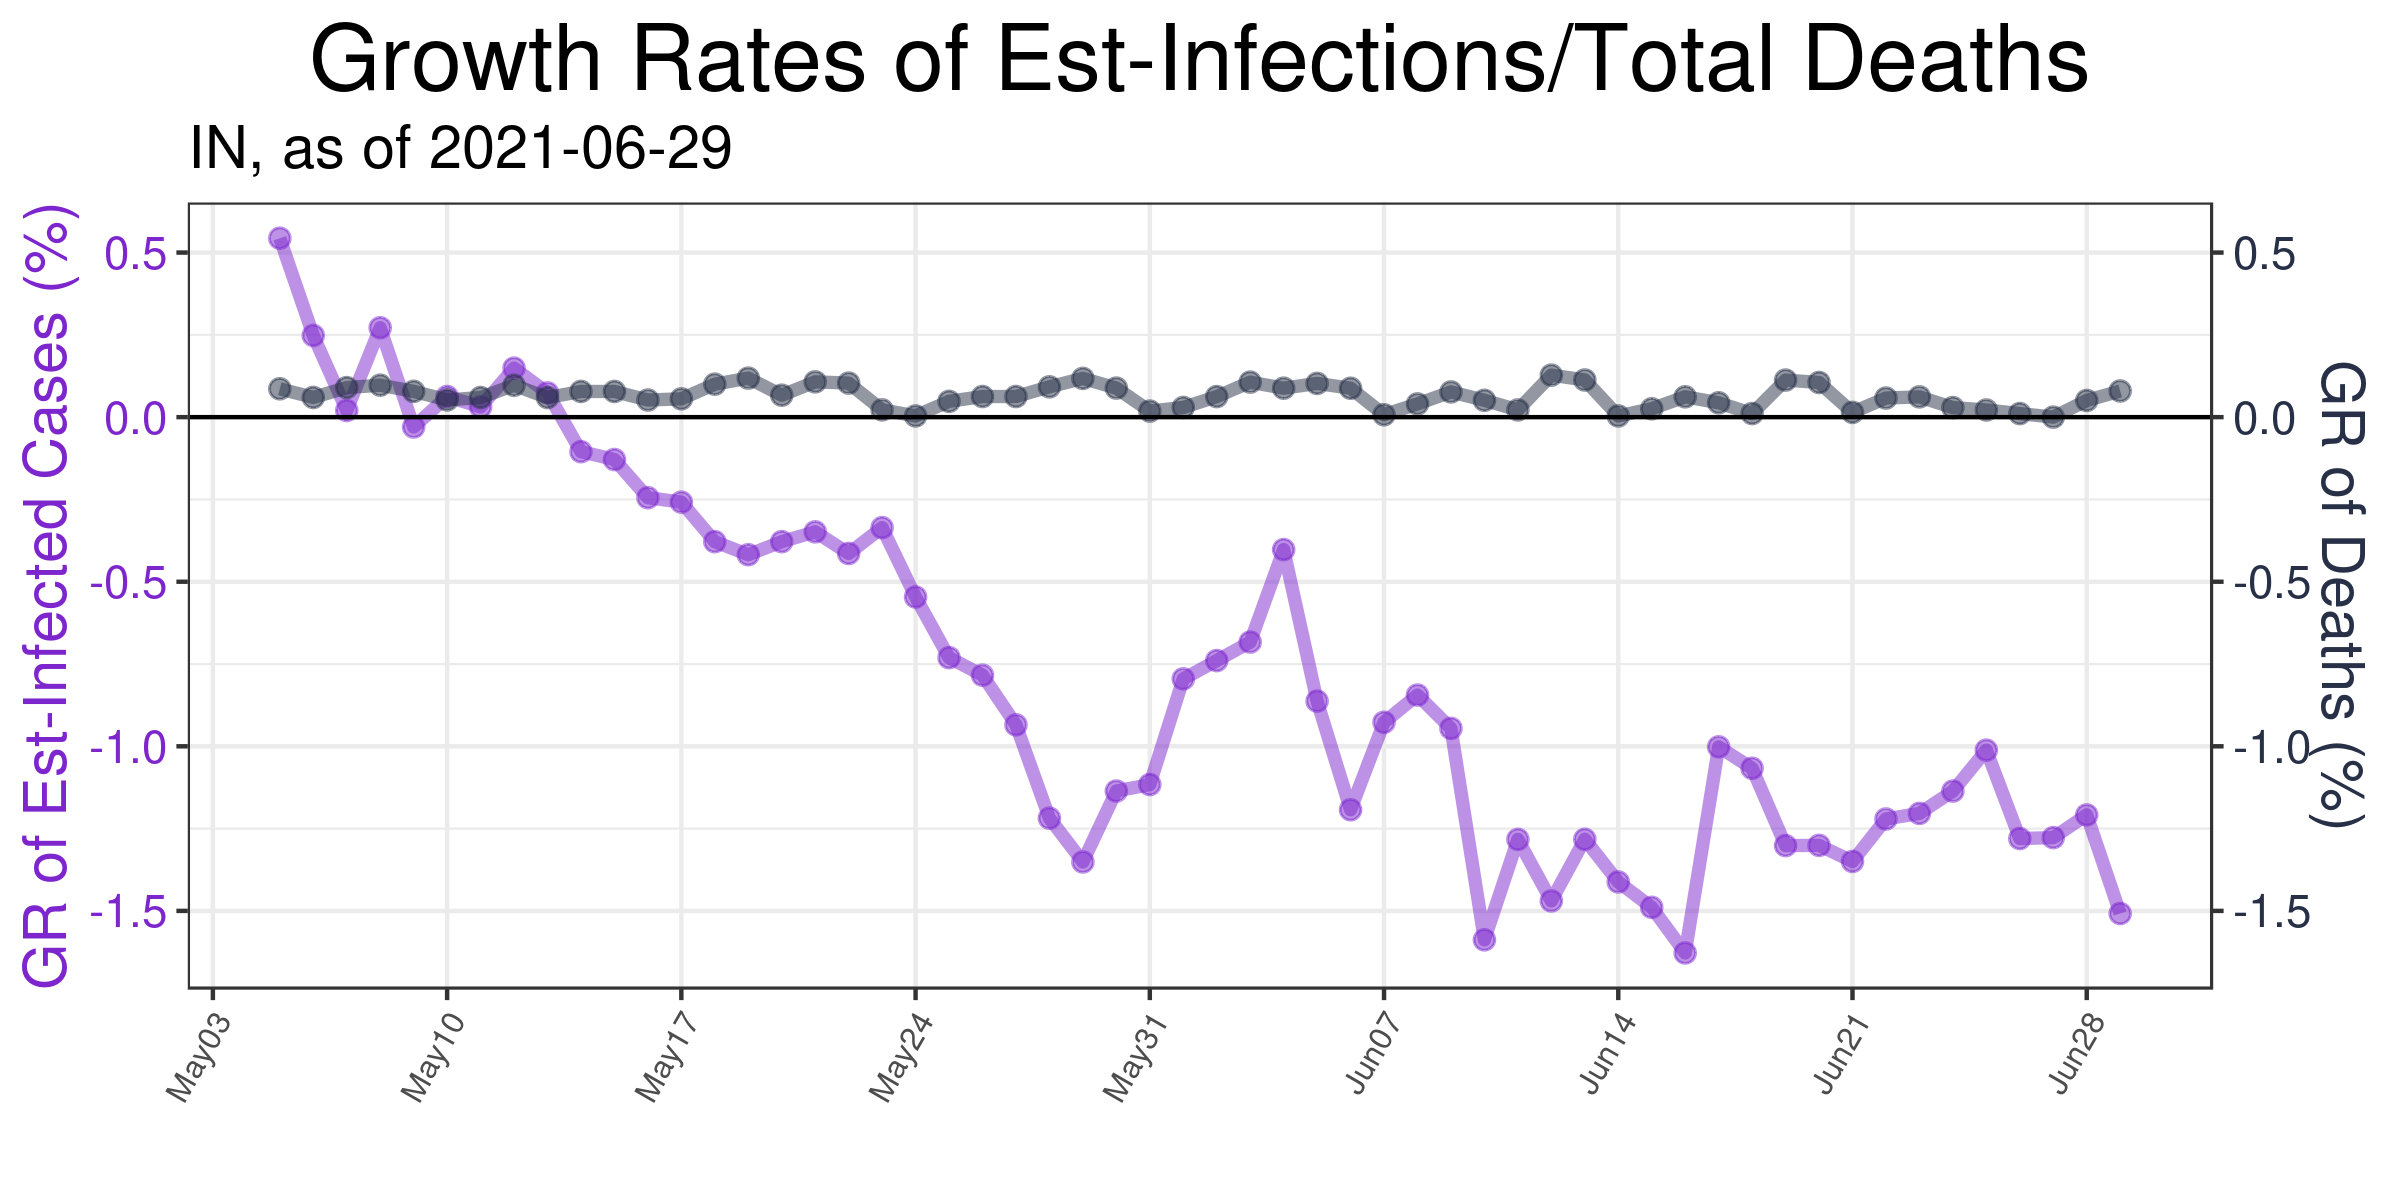 Growth Rates of Est-Infections/Total Deaths
IN, as of 2021-06-29
GR of Est-Infected Cases (%)
0.5
0.0
-0.5
-1.0
-1.5
0.5
0.0
-0.5
-1.0
-1.5
GR of Deaths (%)
May03
May10
May17
May24
May31
Jun07
Jun14
Jun21
Jun28